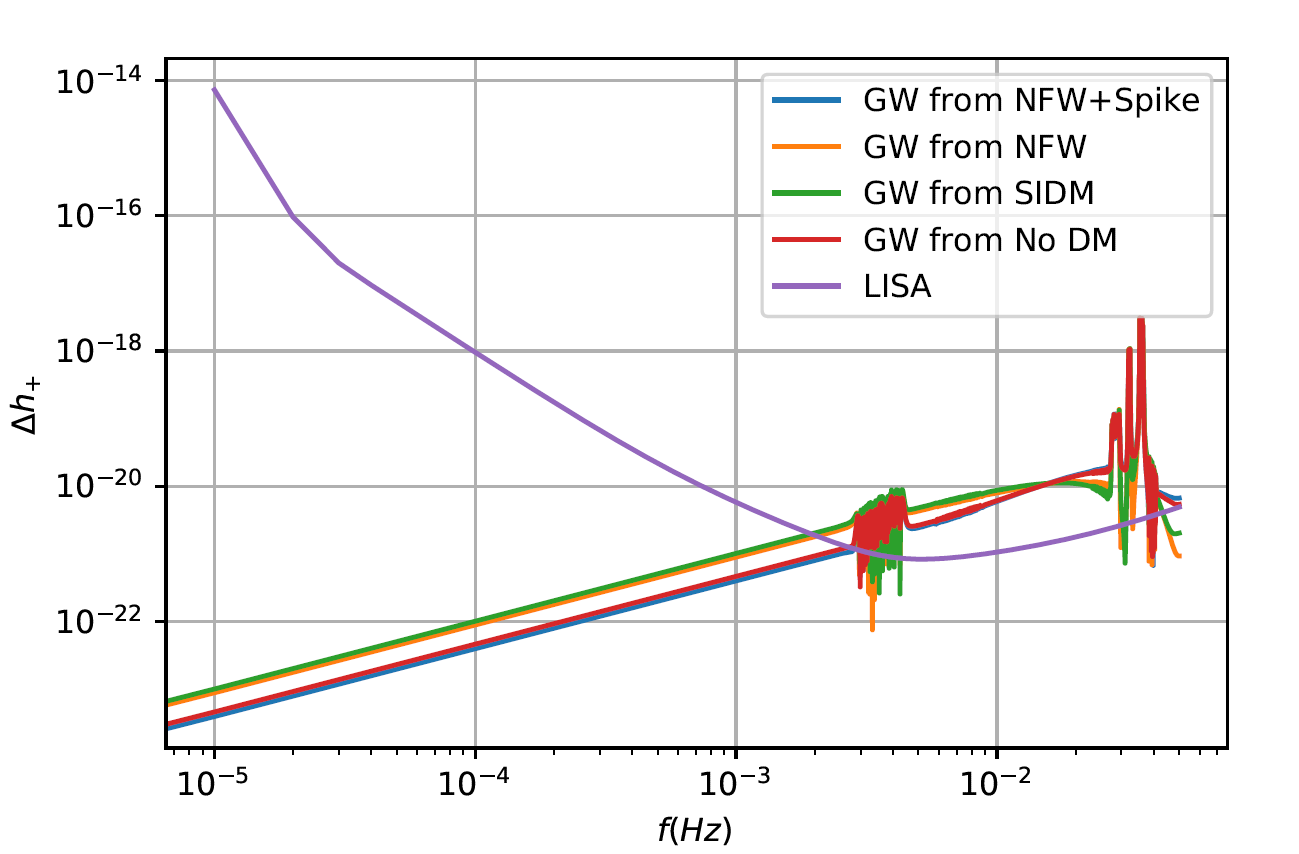 10⁻¹⁴
10⁻¹⁶
10⁻¹⁸
10⁻²⁰
10⁻²²
Δh₊
GW from NFW+Spike
GW from NFW
GW from SIDM
GW from No DM
LISA
10⁻⁵ 10⁻⁴ 10⁻³ 10⁻²
f(Hz)